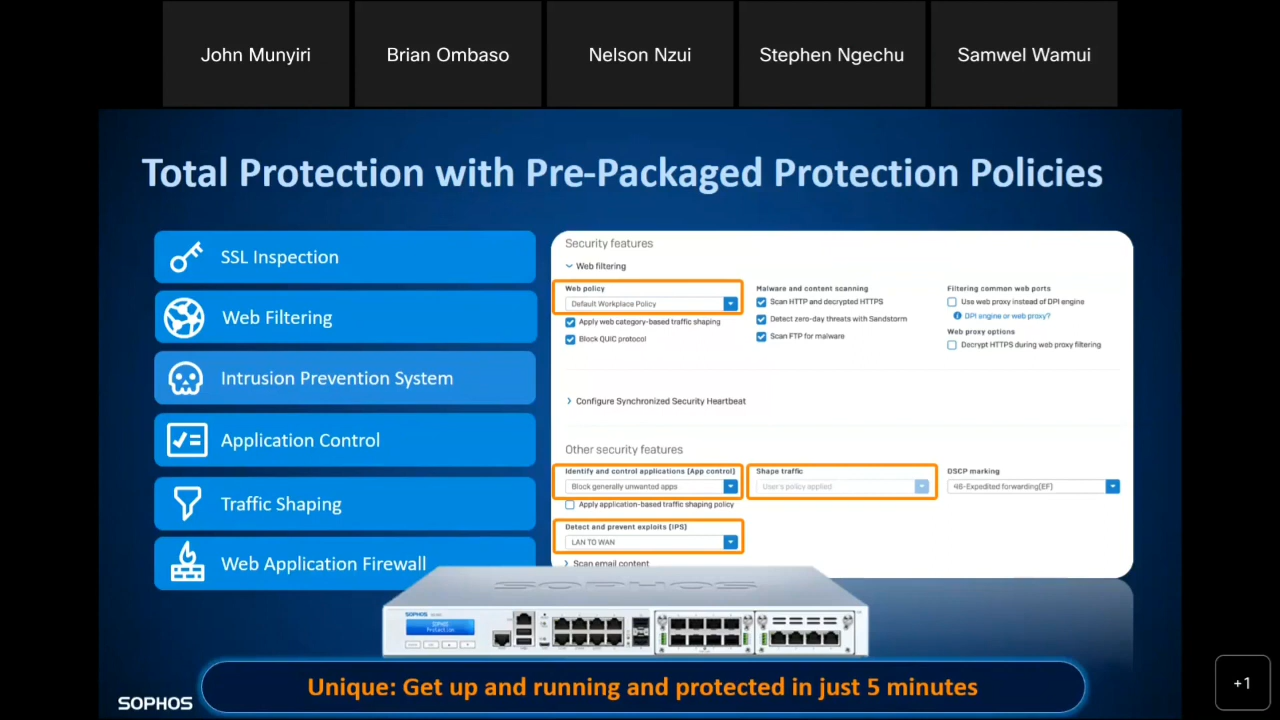 John Munyiri
Brian Ombaso
Nelson Nzui
Stephen Ngechu
Samwel Wamui
Total Protection with Pre-Packaged Protection Policies
SSL Inspection
Web Filtering
Intrusion Prevention System
Application Control
Traffic Shaping
Web Application Firewall
Security features
Web filtering
Web policy
Default Workplace Policy
Apply web category-based traffic shaping
Block QUIC protocol
Malware and content scanning
Scan HTTP and decrypted HTTPS
Detect zero-day threats with Sandstorm
Scan FTP for malware
Filtering common web ports
Use web proxy instead of DPI engine
DPI engine or web proxy?
Web proxy options
Decrypt HTTPS during web proxy filtering
Configure Synchronized Security Heartbeat
Other security features
Identify and control applications (App control)
Block generally unwanted apps
Apply application-based traffic shaping policy
Shape traffic
User's policy applied
DSCP marking
46-Expedited forwarding(EF)
Detect and prevent exploits (IPS)
LAN TO WAN
Scan email content
SOPHOS
SOPHOS
SOPHOS
Protection
Unique: Get up and running and protected in just 5 minutes
SOPHOS
+1